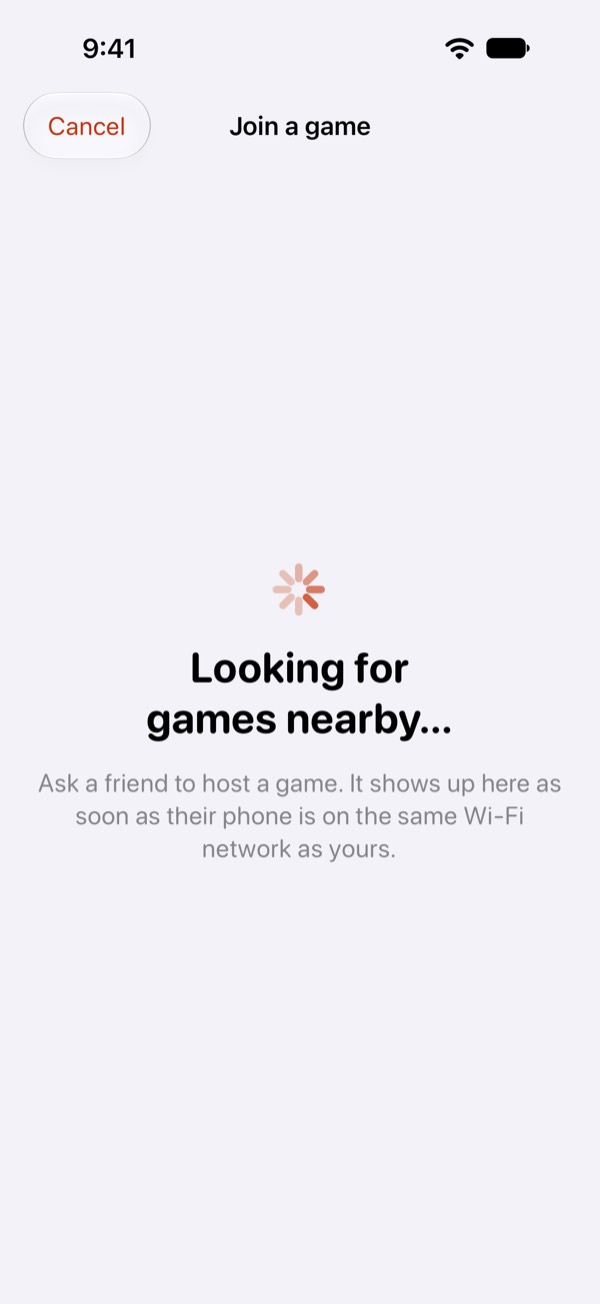 9:41
Cancel
Join a game
Looking for
games nearby...
Ask a friend to host a game. It shows up here as
soon as their phone is on the same Wi-Fi
network as yours.